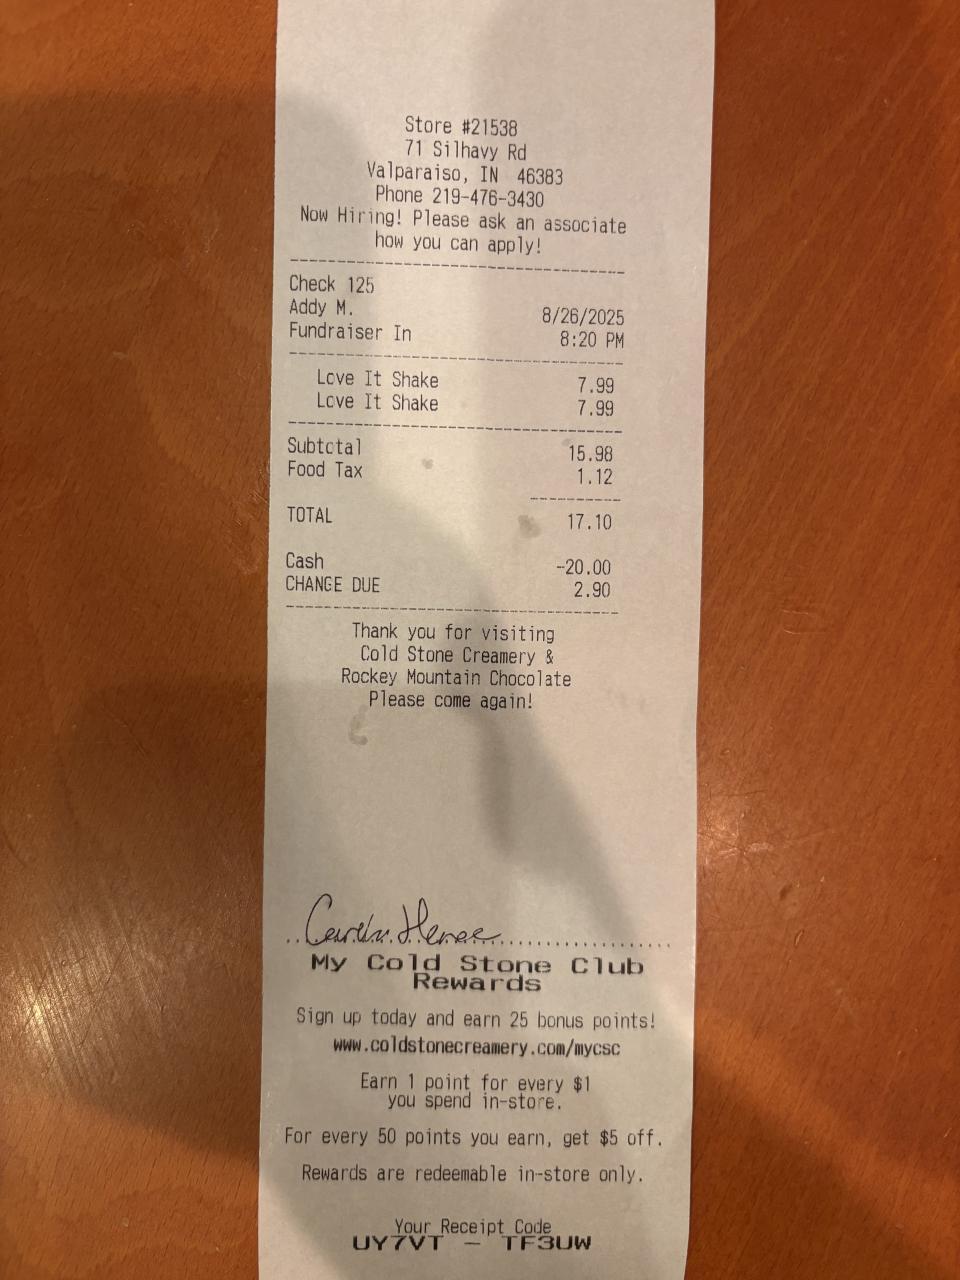 Store #21538
71 Silhavy Rd
Valparaiso, IN  46383
Phone 219-476-3430
Now Hiring! Please ask an associate
how you can apply!
Check 125
Addy M. 8/26/2025
Fundraiser In 8:20 PM
Love It Shake 7.99
Love It Shake 7.99
Subtotal 15.98
Food Tax 1.12
TOTAL 17.10
Cash -20.00
CHANGE DUE 2.90
Thank you for visiting
Cold Stone Creamery &
Rockey Mountain Chocolate
Please come again!
My Cold Stone Club
Rewards
Sign up today and earn 25 bonus points!
www.coldstonecreamery.com/mycsc
Earn 1 point for every $1
you spend in-store.
For every 50 points you earn, get $5 off.
Rewards are redeemable in-store only.
Your Receipt Code
UY7VT - TF3UW